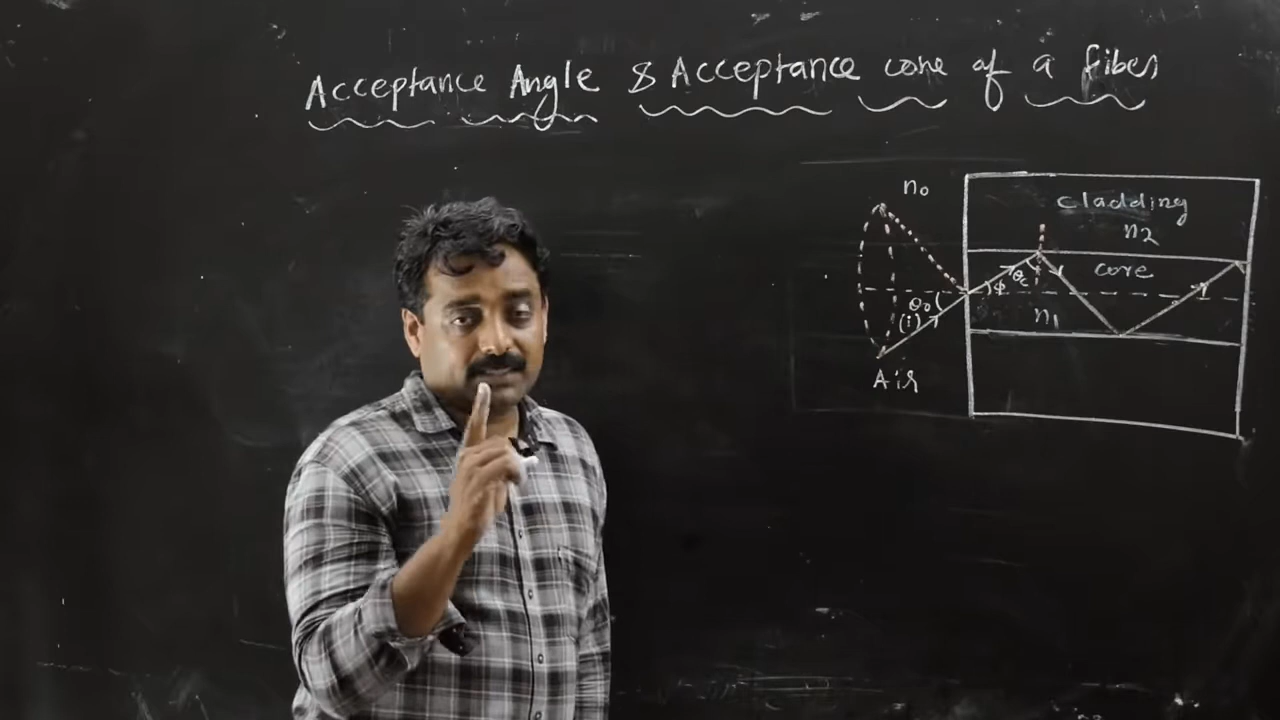 Acceptance Angle & Acceptance cone of a fiber
n₀
cladding
n₂
core
θ₀ ϕ θc
(i) n₁
Air